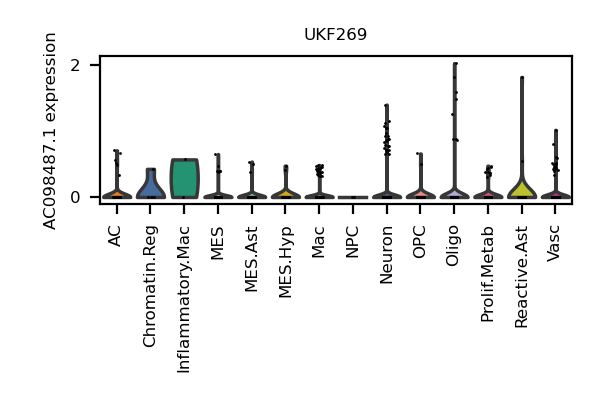 UKF269
AC098487.1 expression
2
0
AC
Chromatin.Reg
Inflammatory.Mac
MES
MES.Ast
MES.Hyp
Mac
NPC
Neuron
OPC
Oligo
Prolif.Metab
Reactive.Ast
Vasc